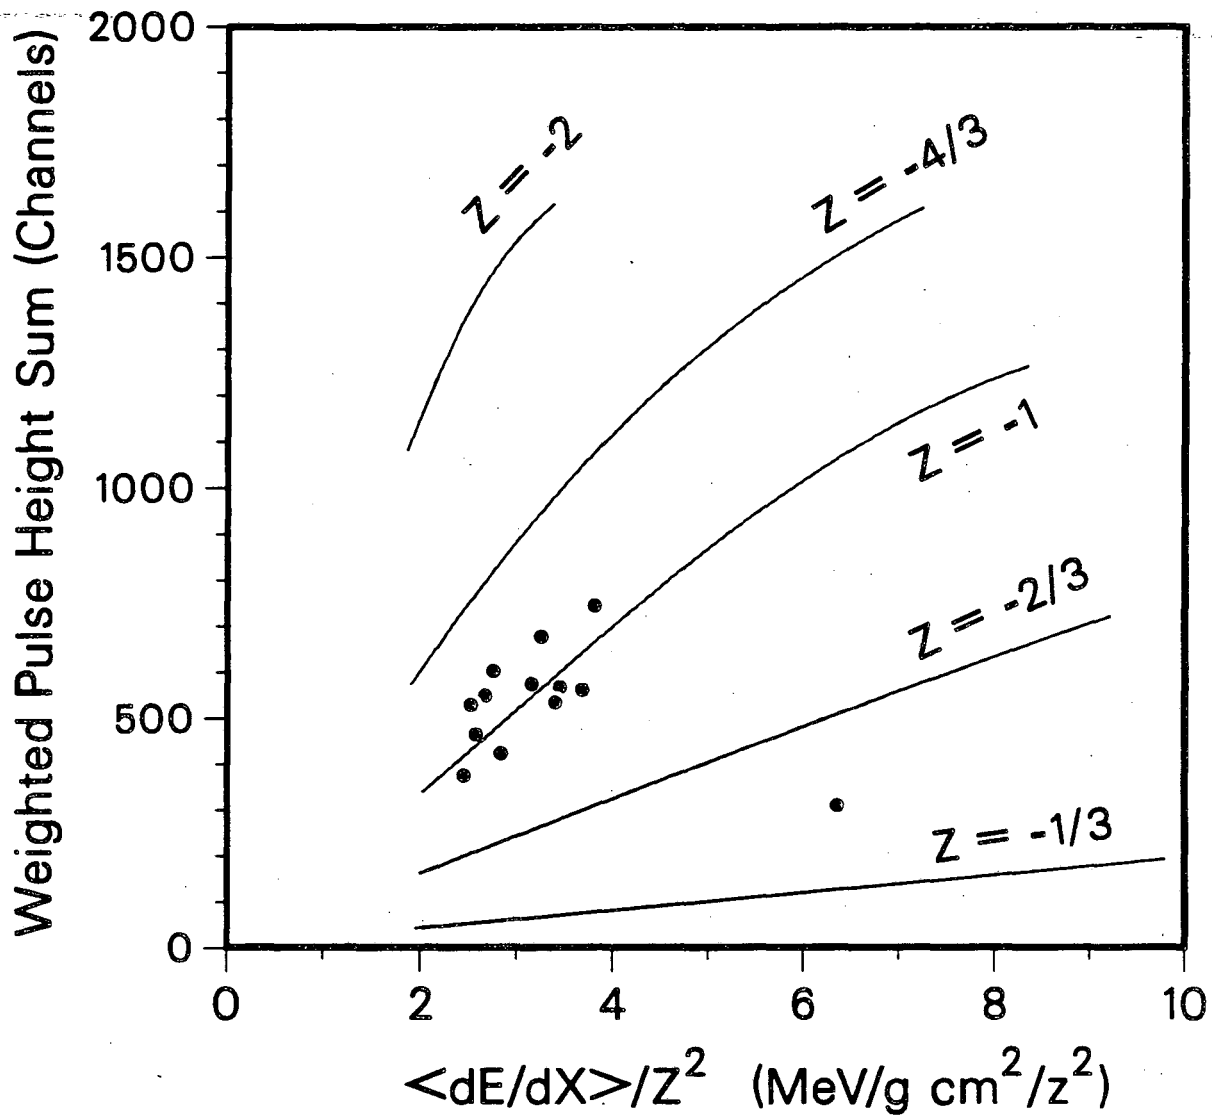 Weighted Pulse Height Sum (Channels)
2000
1500
1000
500
0
Z = -2
Z = -4/3
Z = -1
Z = -2/3
Z = -1/3
0 2 4 6 8 10
<dE/dX>/Z² (MeV/g cm²/z²)